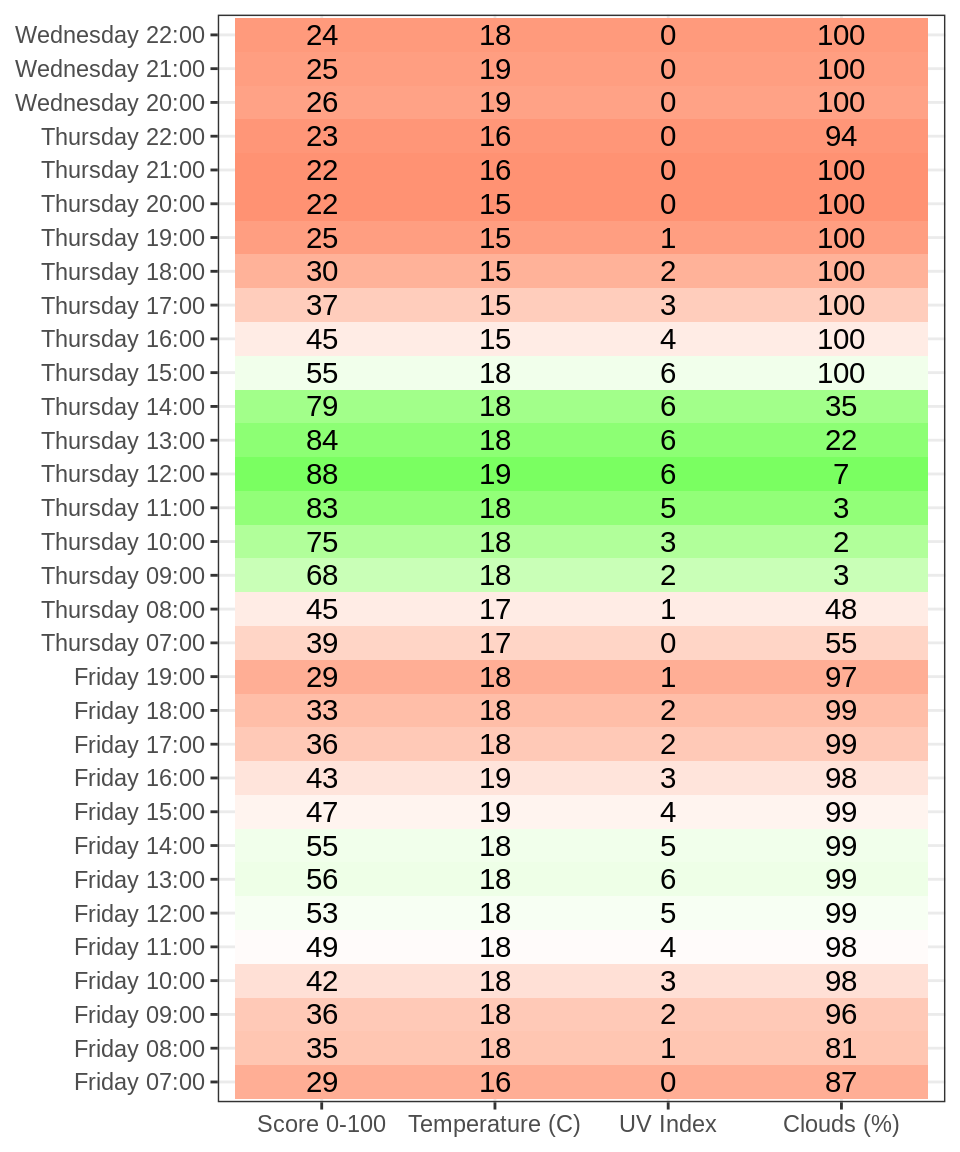 Wednesday 22:00 24 18 0 100
Wednesday 21:00 25 19 0 100
Wednesday 20:00 26 19 0 100
Thursday 22:00 23 16 0 94
Thursday 21:00 22 16 0 100
Thursday 20:00 22 15 0 100
Thursday 19:00 25 15 1 100
Thursday 18:00 30 15 2 100
Thursday 17:00 37 15 3 100
Thursday 16:00 45 15 4 100
Thursday 15:00 55 18 6 100
Thursday 14:00 79 18 6 35
Thursday 13:00 84 18 6 22
Thursday 12:00 88 19 6 7
Thursday 11:00 83 18 5 3
Thursday 10:00 75 18 3 2
Thursday 09:00 68 18 2 3
Thursday 08:00 45 17 1 48
Thursday 07:00 39 17 0 55
Friday 19:00 29 18 1 97
Friday 18:00 33 18 2 99
Friday 17:00 36 18 2 99
Friday 16:00 43 19 3 98
Friday 15:00 47 19 4 99
Friday 14:00 55 18 5 99
Friday 13:00 56 18 6 99
Friday 12:00 53 18 5 99
Friday 11:00 49 18 4 98
Friday 10:00 42 18 3 98
Friday 09:00 36 18 2 96
Friday 08:00 35 18 1 81
Friday 07:00 29 16 0 87
Score 0-100 Temperature (C) UV Index Clouds (%)